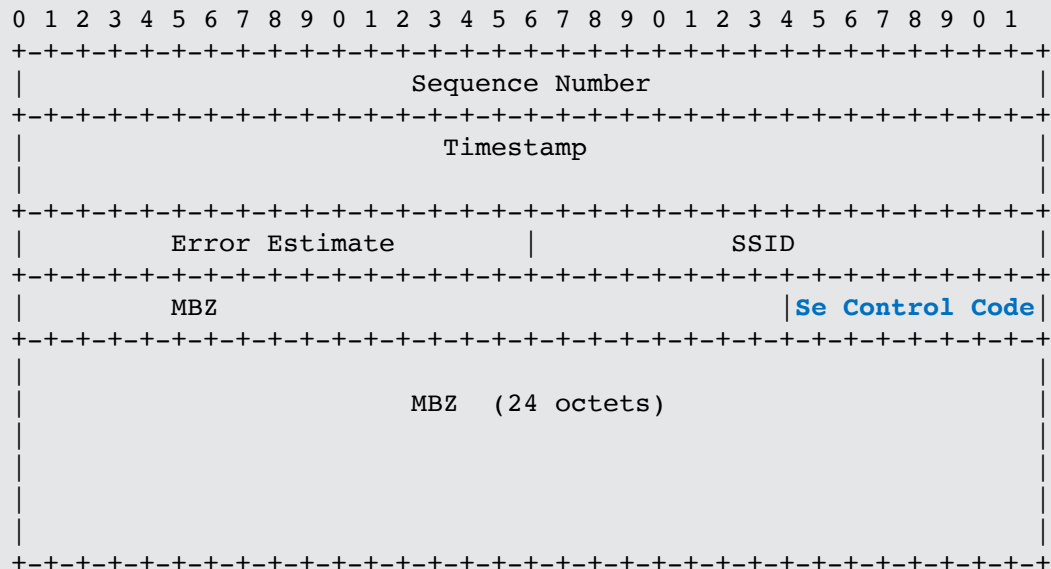 0 1 2 3 4 5 6 7 8 9 0 1 2 3 4 5 6 7 8 9 0 1 2 3 4 5 6 7 8 9 0 1
+-+-+-+-+-+-+-+-+-+-+-+-+-+-+-+-+-+-+-+-+-+-+-+-+-+-+-+-+-+-+-+-+
|                        Sequence Number                        |
+-+-+-+-+-+-+-+-+-+-+-+-+-+-+-+-+-+-+-+-+-+-+-+-+-+-+-+-+-+-+-+-+
|                          Timestamp                            |
|                                                               |
+-+-+-+-+-+-+-+-+-+-+-+-+-+-+-+-+-+-+-+-+-+-+-+-+-+-+-+-+-+-+-+-+
|         Error Estimate        |            SSID               |
+-+-+-+-+-+-+-+-+-+-+-+-+-+-+-+-+-+-+-+-+-+-+-+-+-+-+-+-+-+-+-+-+
|         MBZ                                   |Se Control Code|
+-+-+-+-+-+-+-+-+-+-+-+-+-+-+-+-+-+-+-+-+-+-+-+-+-+-+-+-+-+-+-+-+
|                                                               |
|                        MBZ  (24 octets)                       |
|                                                               |
|                                                               |
|                                                               |
|                                                               |
+-+-+-+-+-+-+-+-+-+-+-+-+-+-+-+-+-+-+-+-+-+-+-+-+-+-+-+-+-+-+-+-+